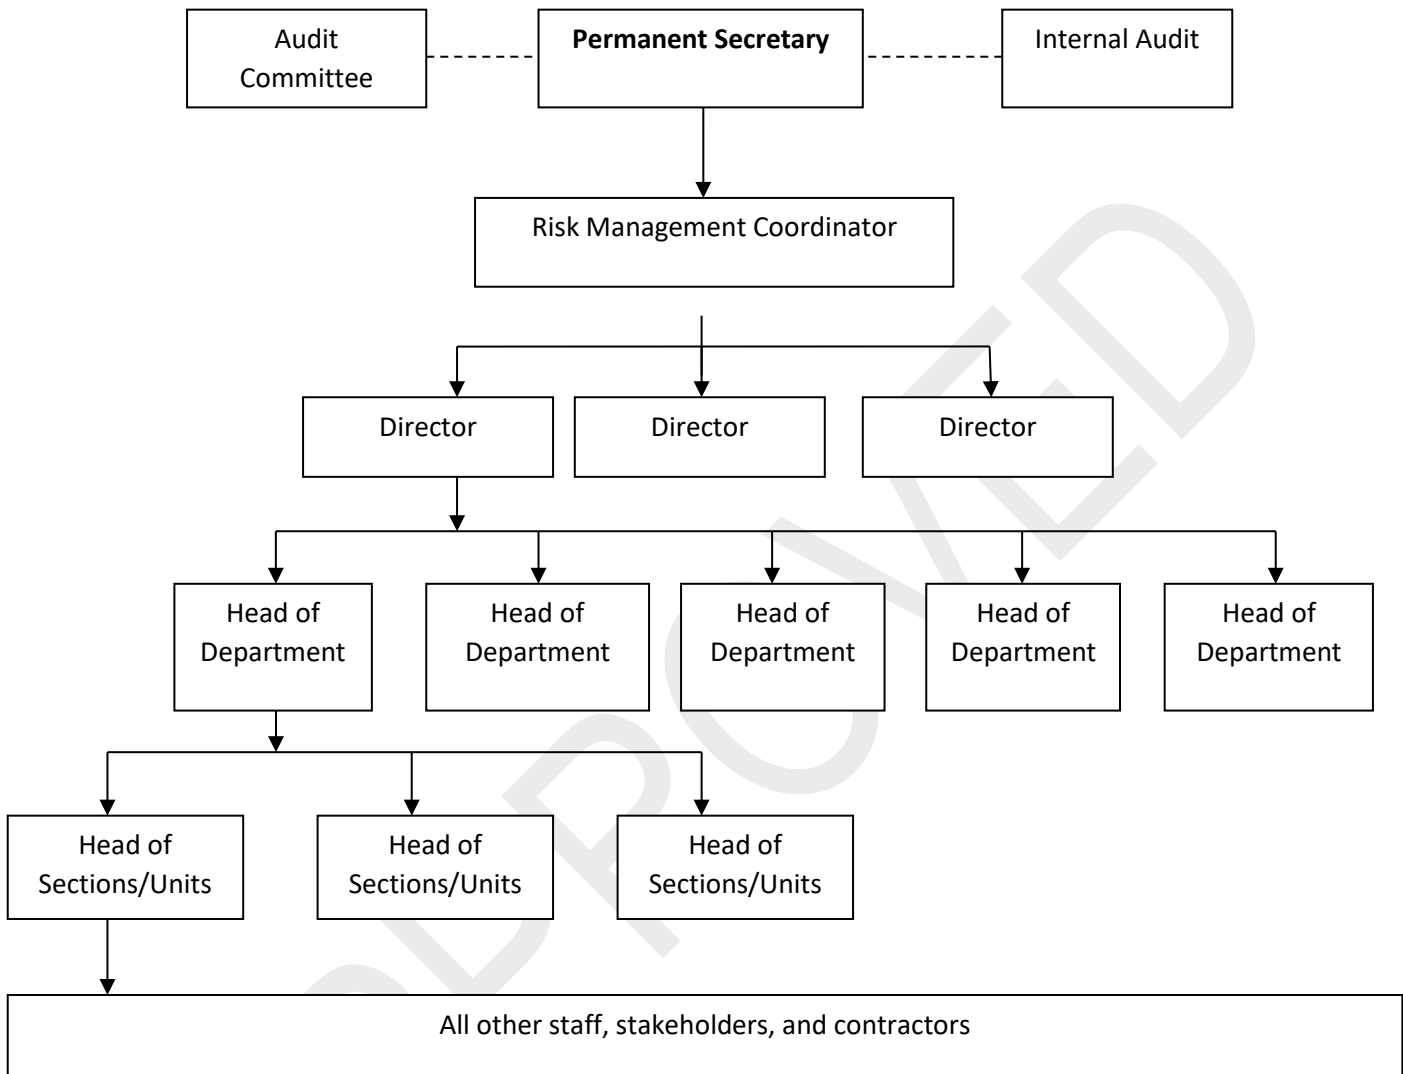 Audit
Committee
Permanent Secretary
Internal Audit
Risk Management Coordinator
Director
Director
Director
Head of
Department
Head of
Department
Head of
Department
Head of
Department
Head of
Department
Head of
Sections/Units
Head of
Sections/Units
Head of
Sections/Units
All other staff, stakeholders, and contractors
PROVED